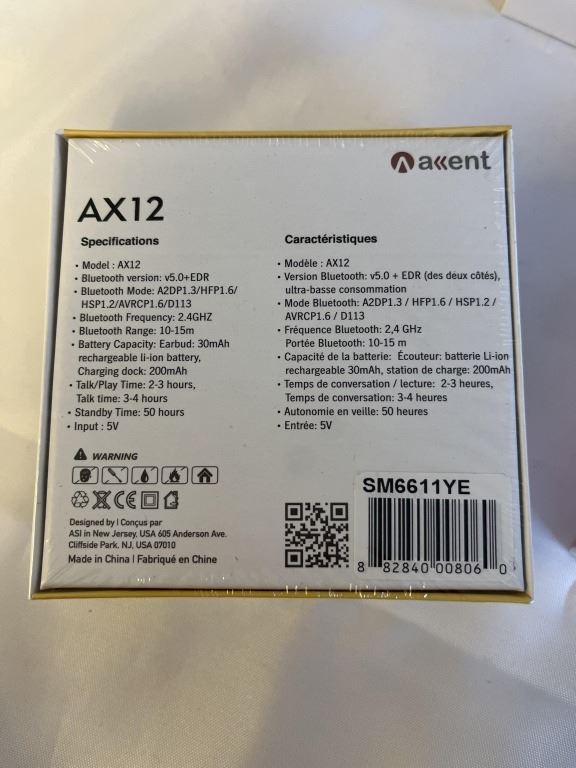 akent
AX12
Specifications
• Model : AX12
• Bluetooth version: v5.0+EDR
• Bluetooth Mode: A2DP1.3/HFP1.6/
HSP1.2/AVRCP1.6/D113
• Bluetooth Frequency: 2.4GHZ
• Bluetooth Range: 10-15m
• Battery Capacity: Earbud: 30mAh
rechargeable li-ion battery,
Charging dock: 200mAh
• Talk/Play Time: 2-3 hours,
Talk time: 3-4 hours
• Standby Time: 50 hours
• Input : 5V
Caractéristiques
• Modèle : AX12
• Version Bluetooth: v5.0 + EDR (des deux côtés),
ultra-basse consommation
• Mode Bluetooth: A2DP1.3 / HFP1.6 / HSP1.2 /
AVRCP1.6 / D113
• Fréquence Bluetooth: 2,4 GHz
Portée Bluetooth: 10-15 m
• Capacité de la batterie: Écouteur: batterie Li-ion
rechargeable 30mAh, station de charge: 200mAh
• Temps de conversation / lecture: 2-3 heures,
Temps de conversation: 3-4 heures
• Autonomie en veille: 50 heures
• Entrée: 5V
WARNING
CE
Designed by | Conçus par
ASI in New Jersey, USA 605 Anderson Ave.
Cliffside Park, NJ, USA 07010
Made in China | Fabriqué en Chine
SM6611YE
8 82840 00806 0